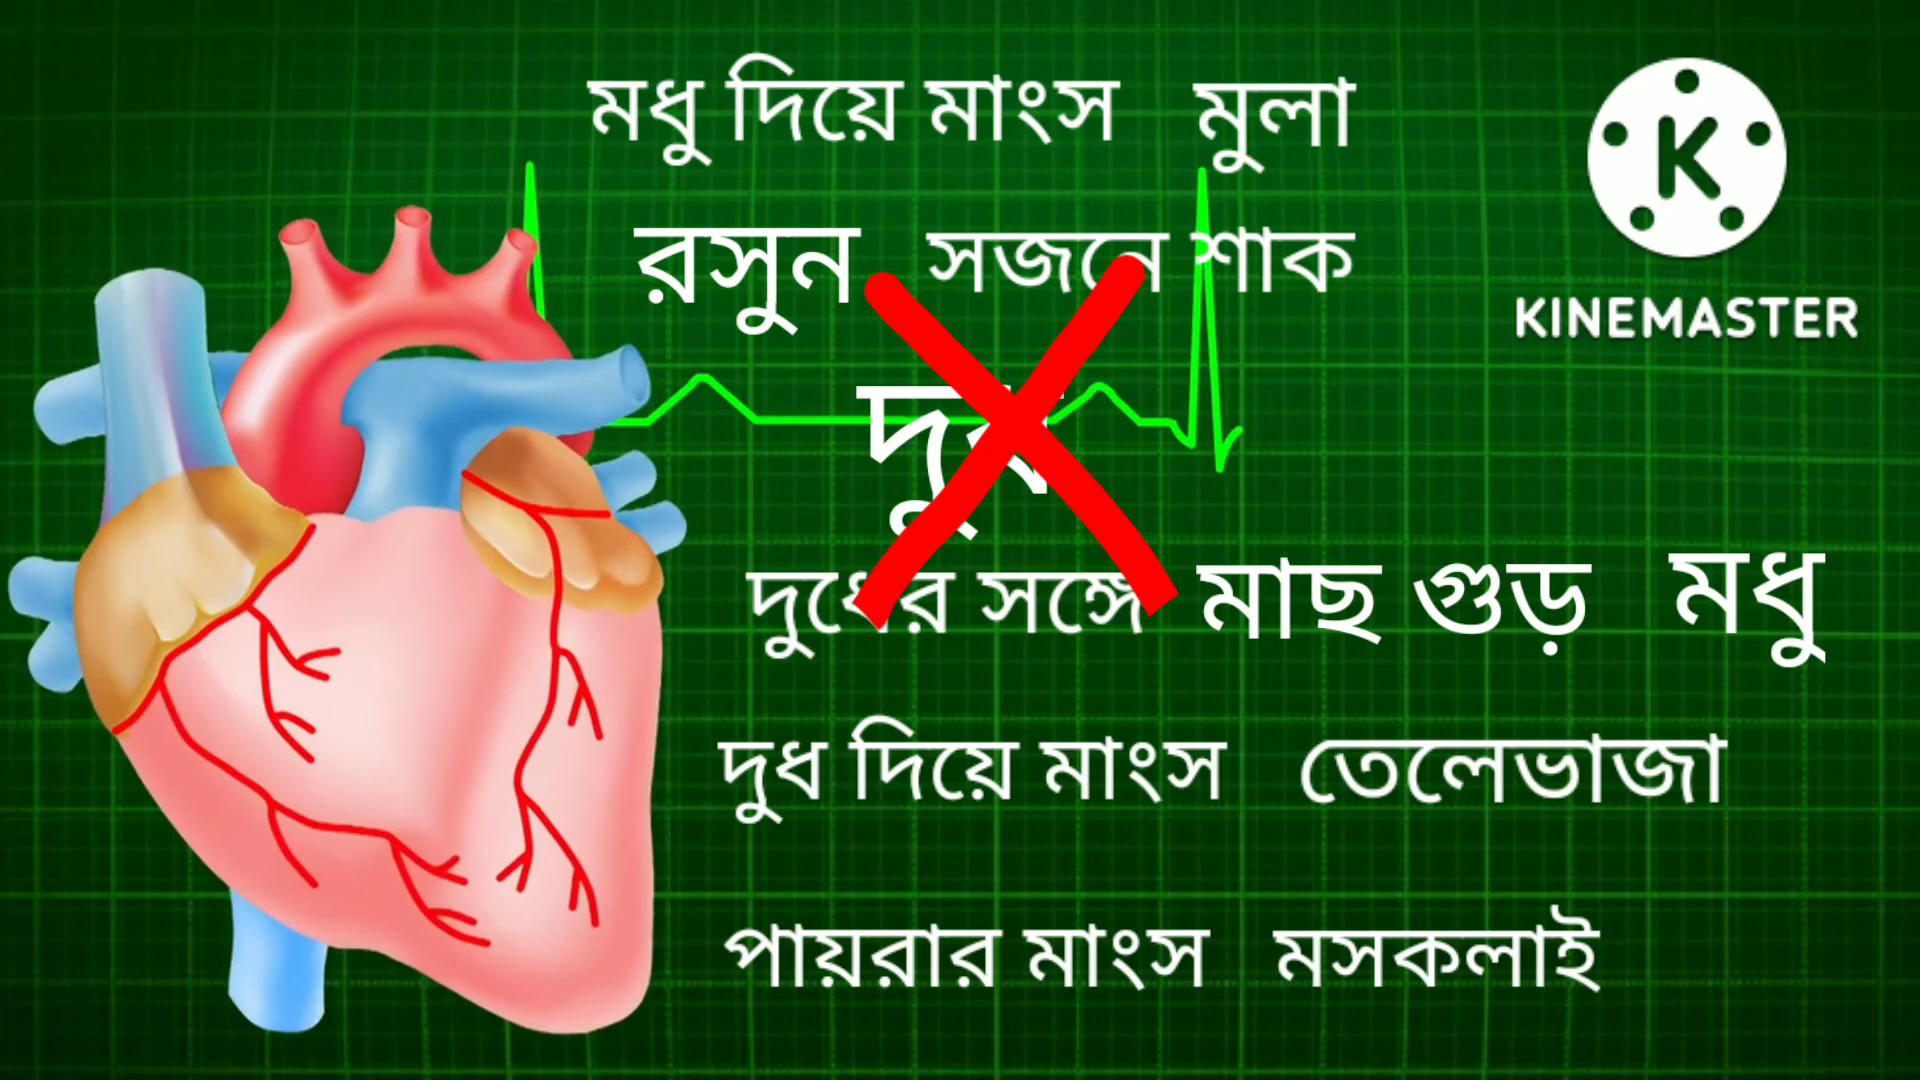 মধু দিয়ে মাংস মুলা
রসুন সজনে শাক
দুধ
দুধের সঙ্গে মাছ গুড় মধু
দুধ দিয়ে মাংস তেলেভাজা
পায়রার মাংস মসকলাই
K
KINEMASTER